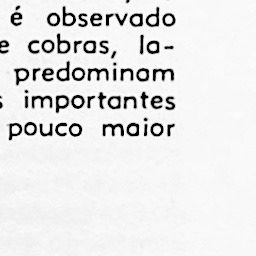 é observado
e cobras, la-
predominam
s importantes
pouco maior